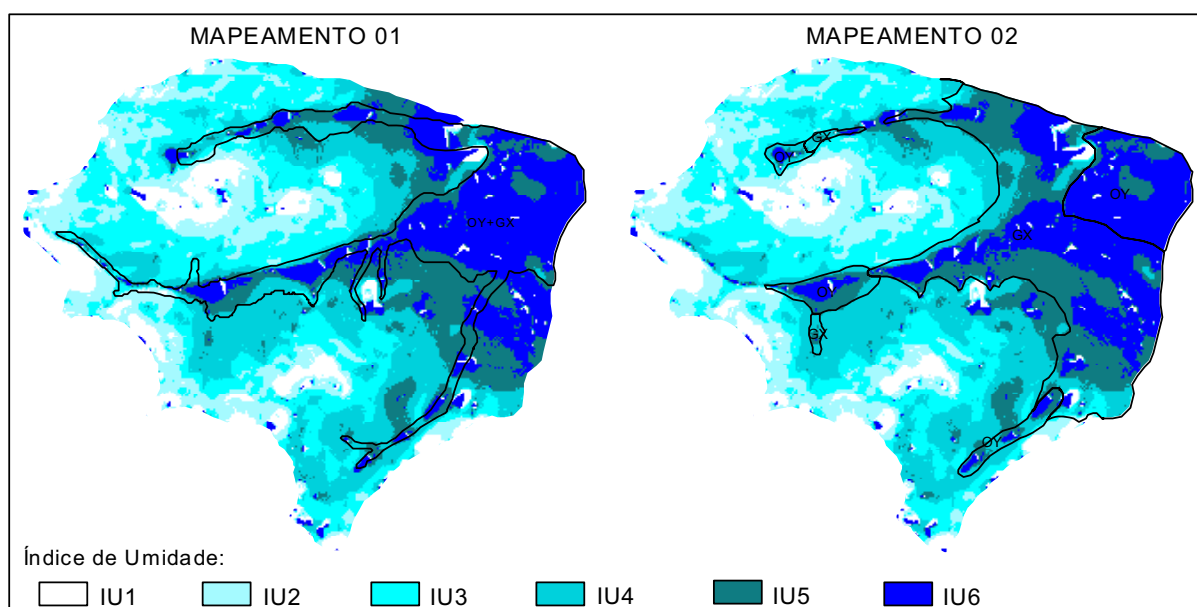 MAPEAMENTO 01
MAPEAMENTO 02
OY+GX
GX
OY
GX
GX
OY
Índice de Umidade:
IU1
IU2
IU3
IU4
IU5
IU6